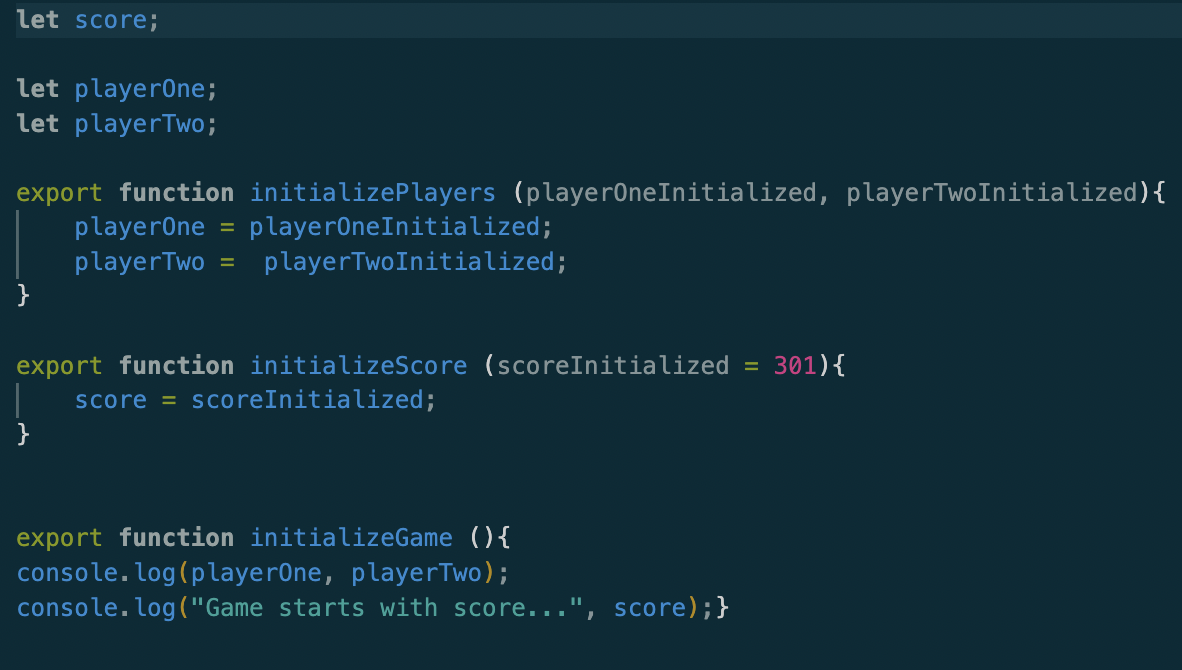 let score;
let playerOne;
let playerTwo;
export function initializePlayers (playerOneInitialized, playerTwoInitialized){
    playerOne = playerOneInitialized;
    playerTwo =  playerTwoInitialized;
}
export function initializeScore (scoreInitialized = 301){
    score = scoreInitialized;
}
export function initializeGame (){
console.log(playerOne, playerTwo);
console.log("Game starts with score...", score);}